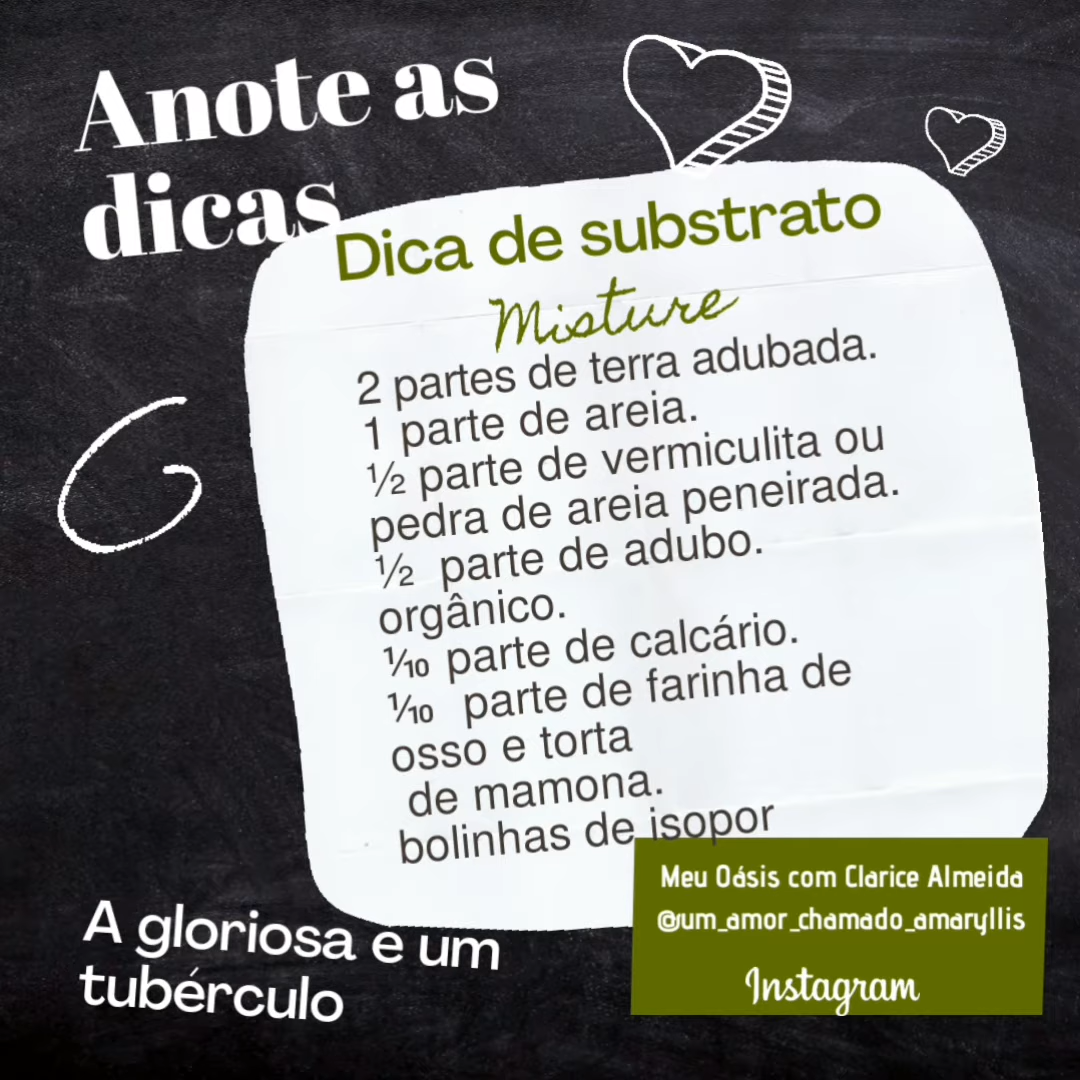 Anote as
dicas
Dica de substrato
Misture
2 partes de terra adubada.
1 parte de areia.
½ parte de vermiculita ou
pedra de areia peneirada.
½ parte de adubo.
orgânico.
⅒ parte de calcário.
⅒ parte de farinha de
osso e torta
de mamona.
bolinhas de isopor
Meu Oásis com Clarice Almeida
@um_amor_chamado_amaryllis
Instagram
A gloriosa e um
tubérculo